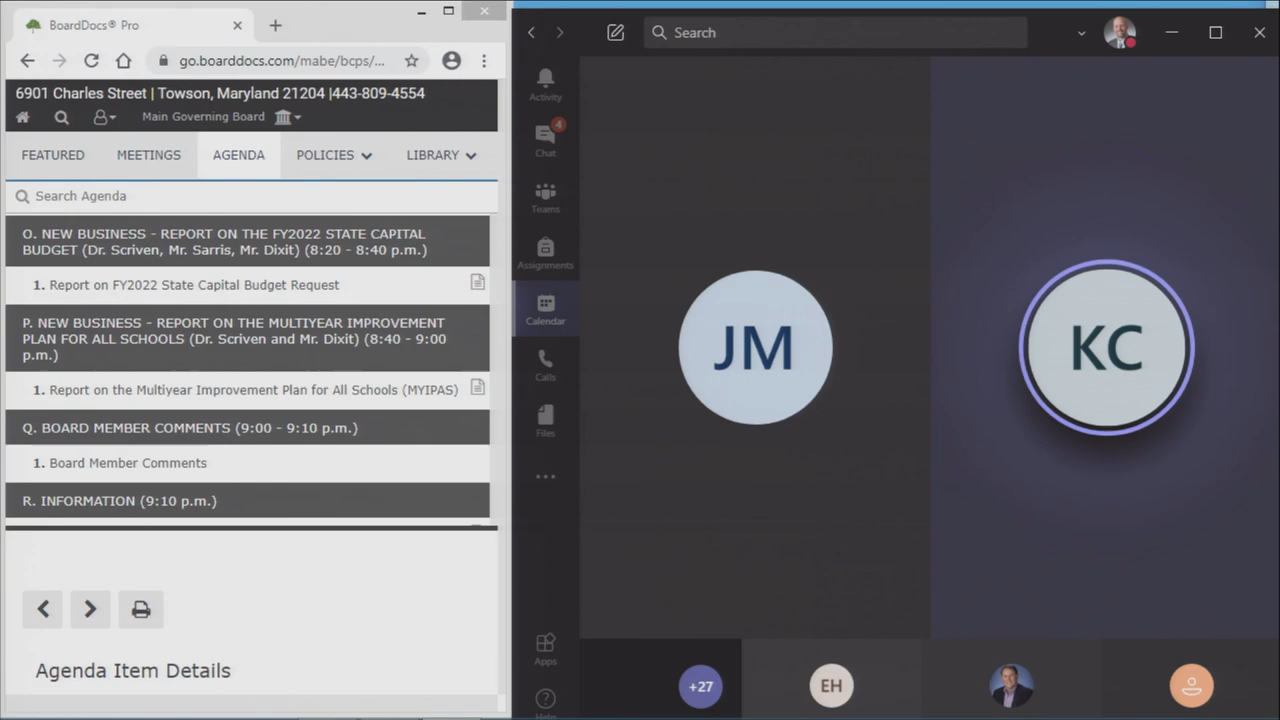 BoardDocs® Pro
go.boarddocs.com/mabe/bcps/...
6901 Charles Street | Towson, Maryland 21204 |443-809-4554
Main Governing Board
FEATURED
MEETINGS
AGENDA
POLICIES
LIBRARY
Search Agenda
O. NEW BUSINESS - REPORT ON THE FY2022 STATE CAPITAL
BUDGET (Dr. Scriven, Mr. Sarris, Mr. Dixit) (8:20 - 8:40 p.m.)
1. Report on FY2022 State Capital Budget Request
P. NEW BUSINESS - REPORT ON THE MULTIYEAR IMPROVEMENT
PLAN FOR ALL SCHOOLS (Dr. Scriven and Mr. Dixit) (8:40 - 9:00
p.m.)
1. Report on the Multiyear Improvement Plan for All Schools (MYIPAS)
Q. BOARD MEMBER COMMENTS (9:00 - 9:10 p.m.)
1. Board Member Comments
R. INFORMATION (9:10 p.m.)
Agenda Item Details
Search
Activity
4
Chat
Teams
Assignments
Calendar
Calls
Files
Apps
Help
JM
KC
+27
EH